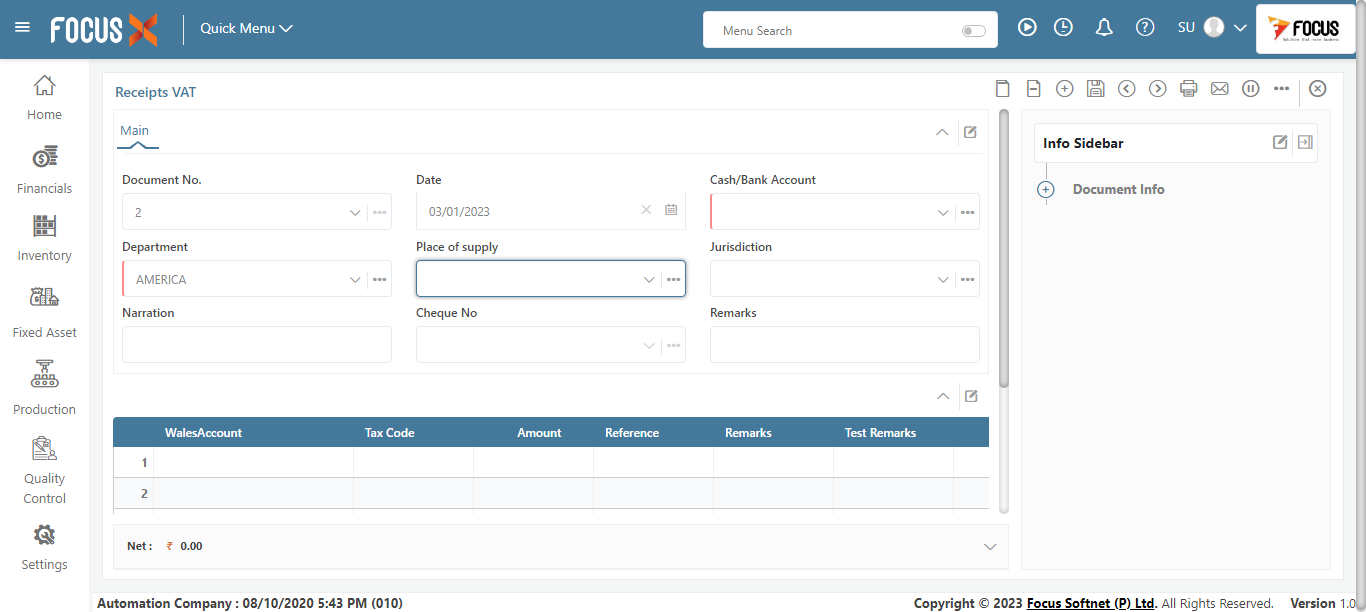 FOCUS X
Quick Menu
Menu Search
SU
FOCUS
Home
Financials
Inventory
Fixed Asset
Production
Quality
Control
Settings
Receipts VAT
Main
Document No.
Date
Cash/Bank Account
2
03/01/2023
Department
Place of supply
Jurisdiction
AMERICA
Narration
Cheque No
Remarks
WalesAccount Tax Code Amount Reference Remarks Test Remarks
1
2
Net : ₹ 0.00
Info Sidebar
Document Info
Automation Company : 08/10/2020 5:43 PM (010)
Copyright © 2023 Focus Softnet (P) Ltd. All Rights Reserved. Version 1.0